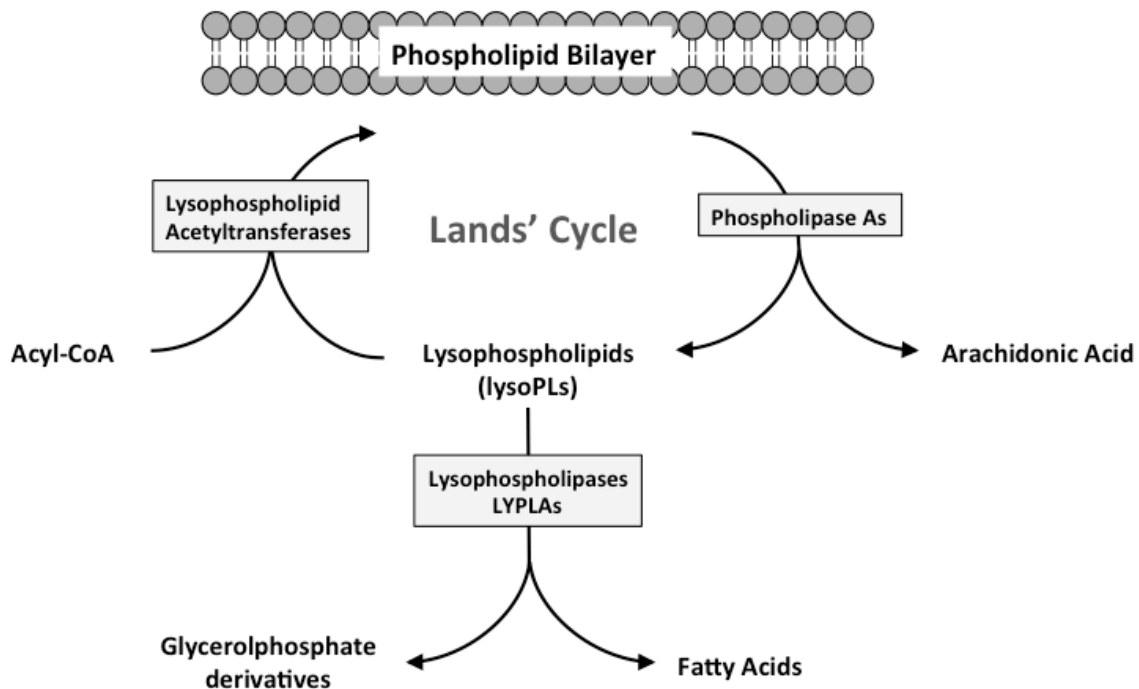 Phospholipid Bilayer
Lysophospholipid
Acetyltransferases
Lands’ Cycle
Phospholipase As
Acyl-CoA
Lysophospholipids
(lysoPLs)
Arachidonic Acid
Lysophospholipases
LYPLAs
Glycerolphosphate
derivatives
Fatty Acids